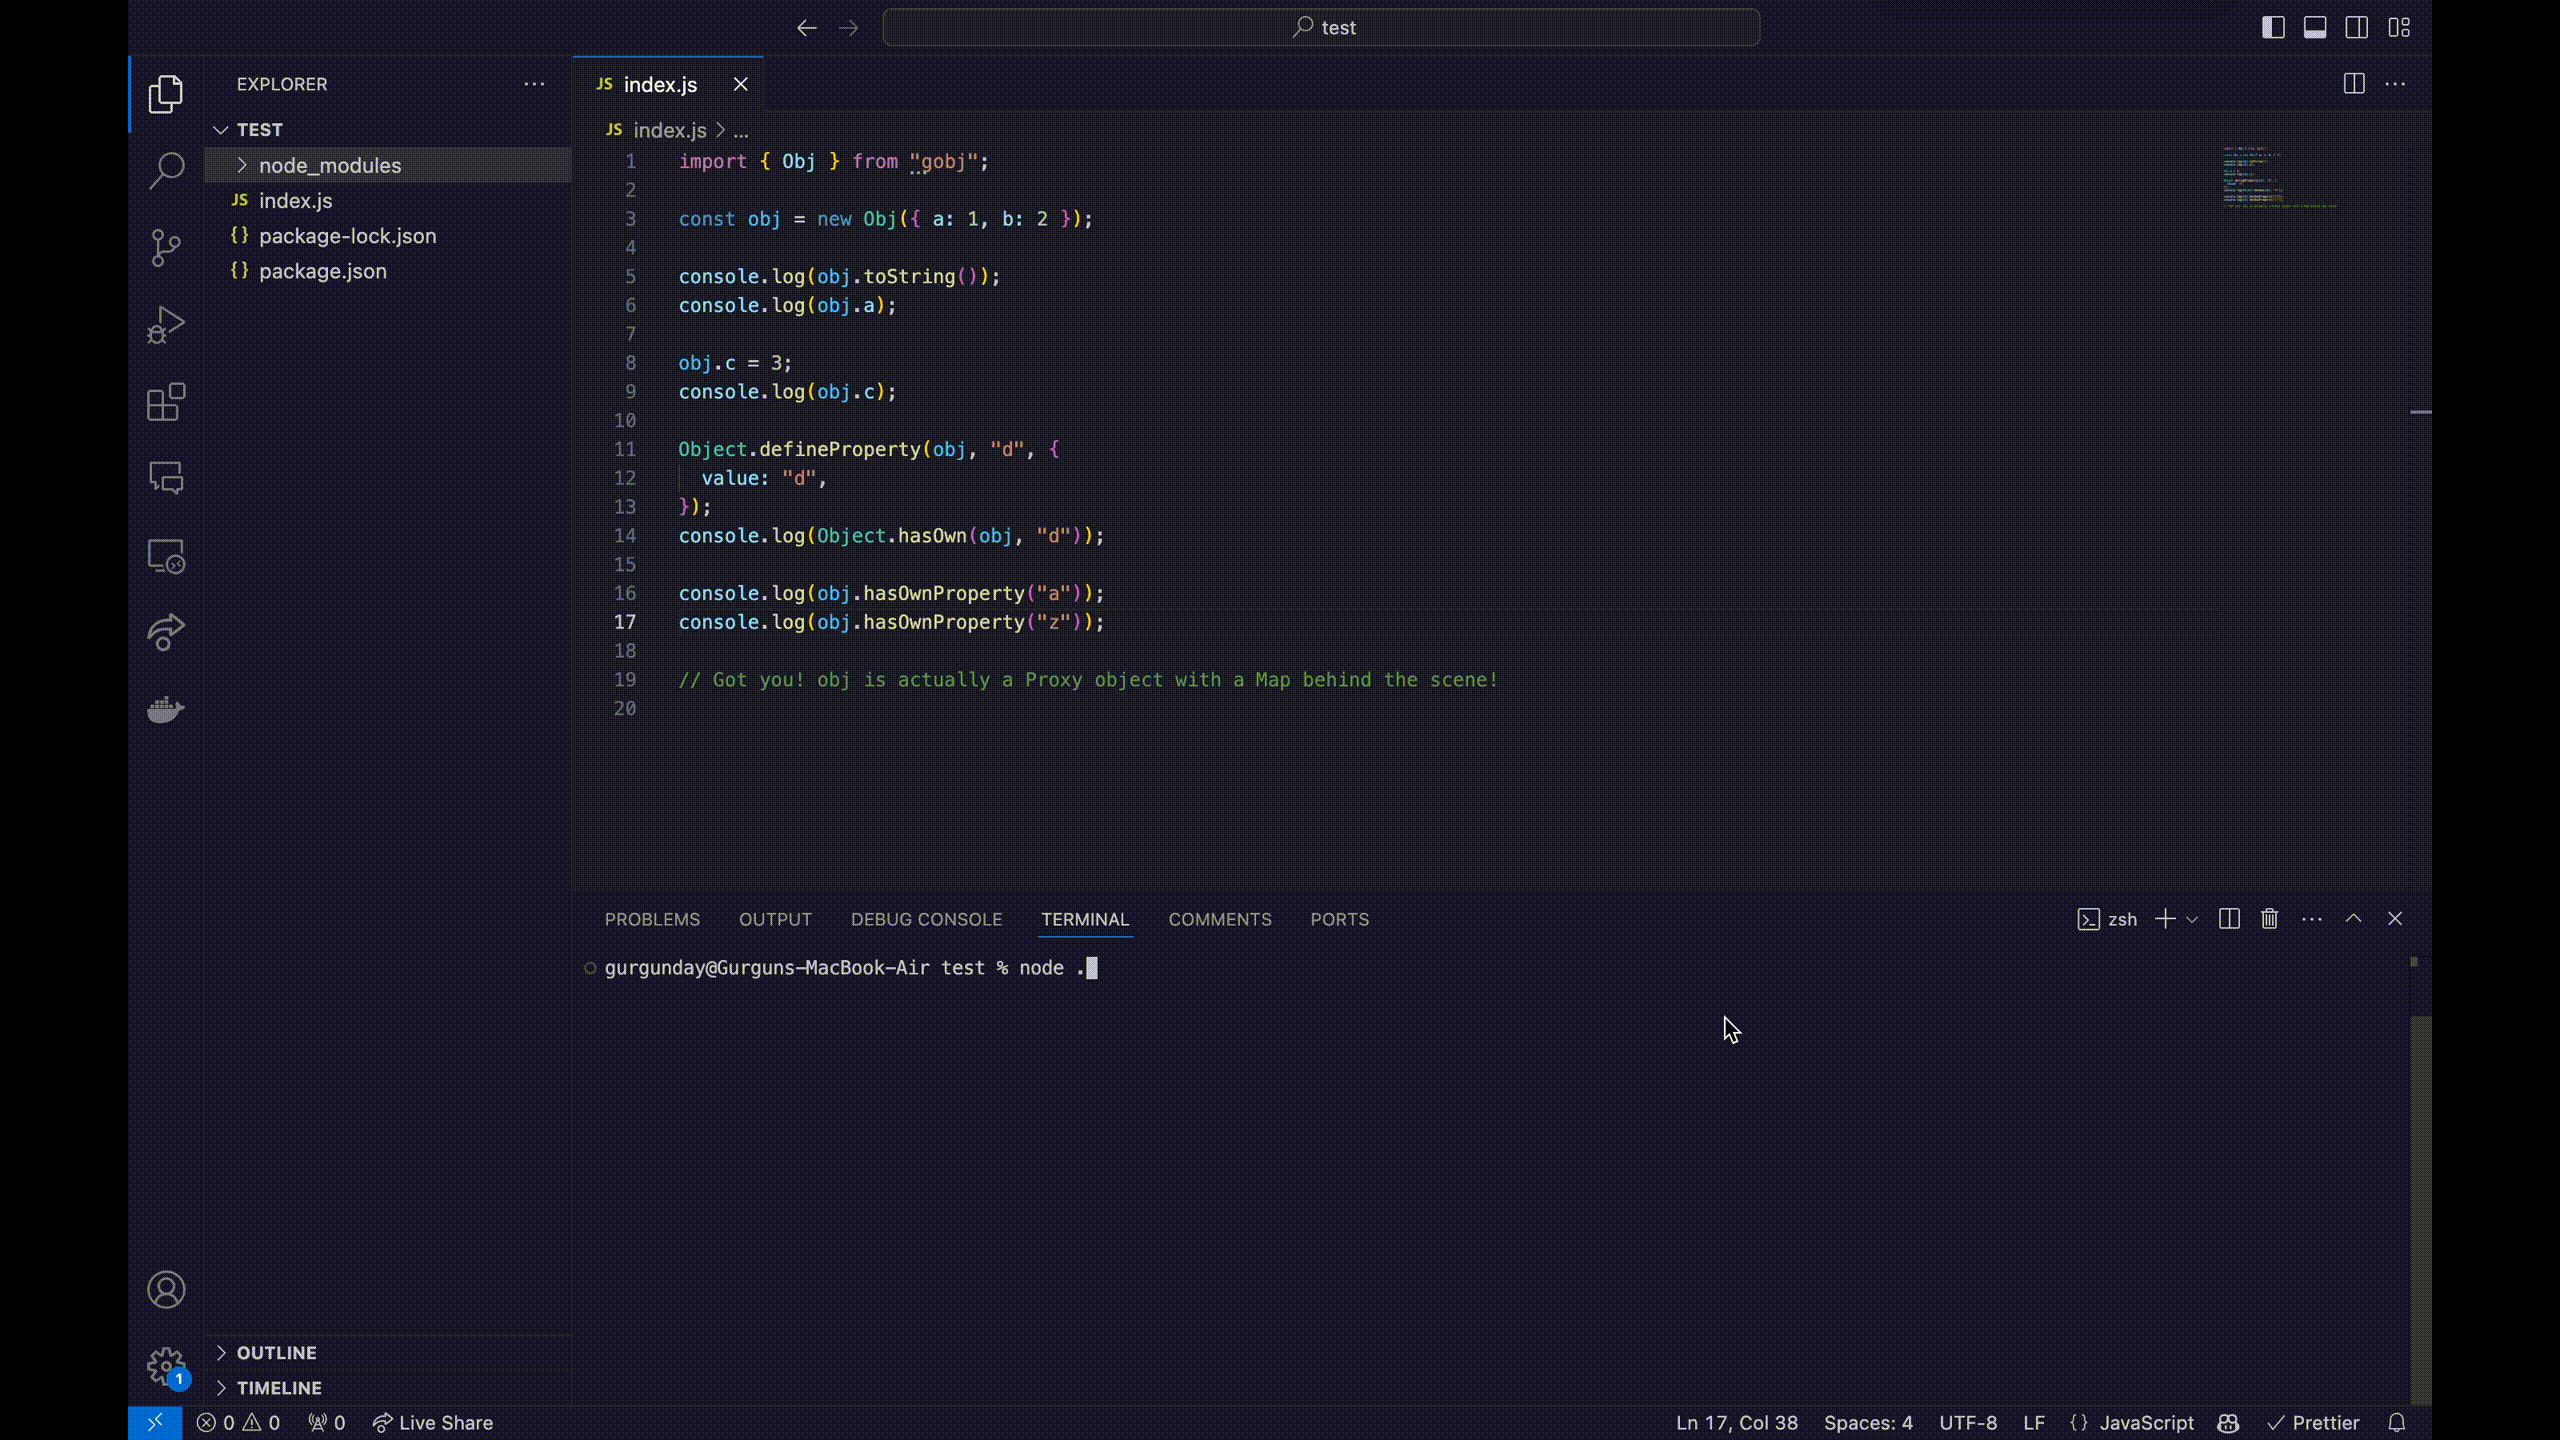 test
EXPLORER
TEST
node_modules
JS index.js
{} package-lock.json
{} package.json
OUTLINE
TIMELINE
JS index.js
JS index.js > ...
1 import { Obj } from "gobj";
2
3 const obj = new Obj({ a: 1, b: 2 });
4
5 console.log(obj.toString());
6 console.log(obj.a);
7
8 obj.c = 3;
9 console.log(obj.c);
10
11 Object.defineProperty(obj, "d", {
12 value: "d",
13 });
14 console.log(Object.hasOwn(obj, "d"));
15
16 console.log(obj.hasOwnProperty("a"));
17 console.log(obj.hasOwnProperty("z"));
18
19 // Got you! obj is actually a Proxy object with a Map behind the scene!
20
PROBLEMS OUTPUT DEBUG CONSOLE TERMINAL COMMENTS PORTS zsh
gurgunday@Gurguns-MacBook-Air test % node .
1
0 0 0 Live Share Ln 17, Col 38 Spaces: 4 UTF-8 LF {} JavaScript Prettier